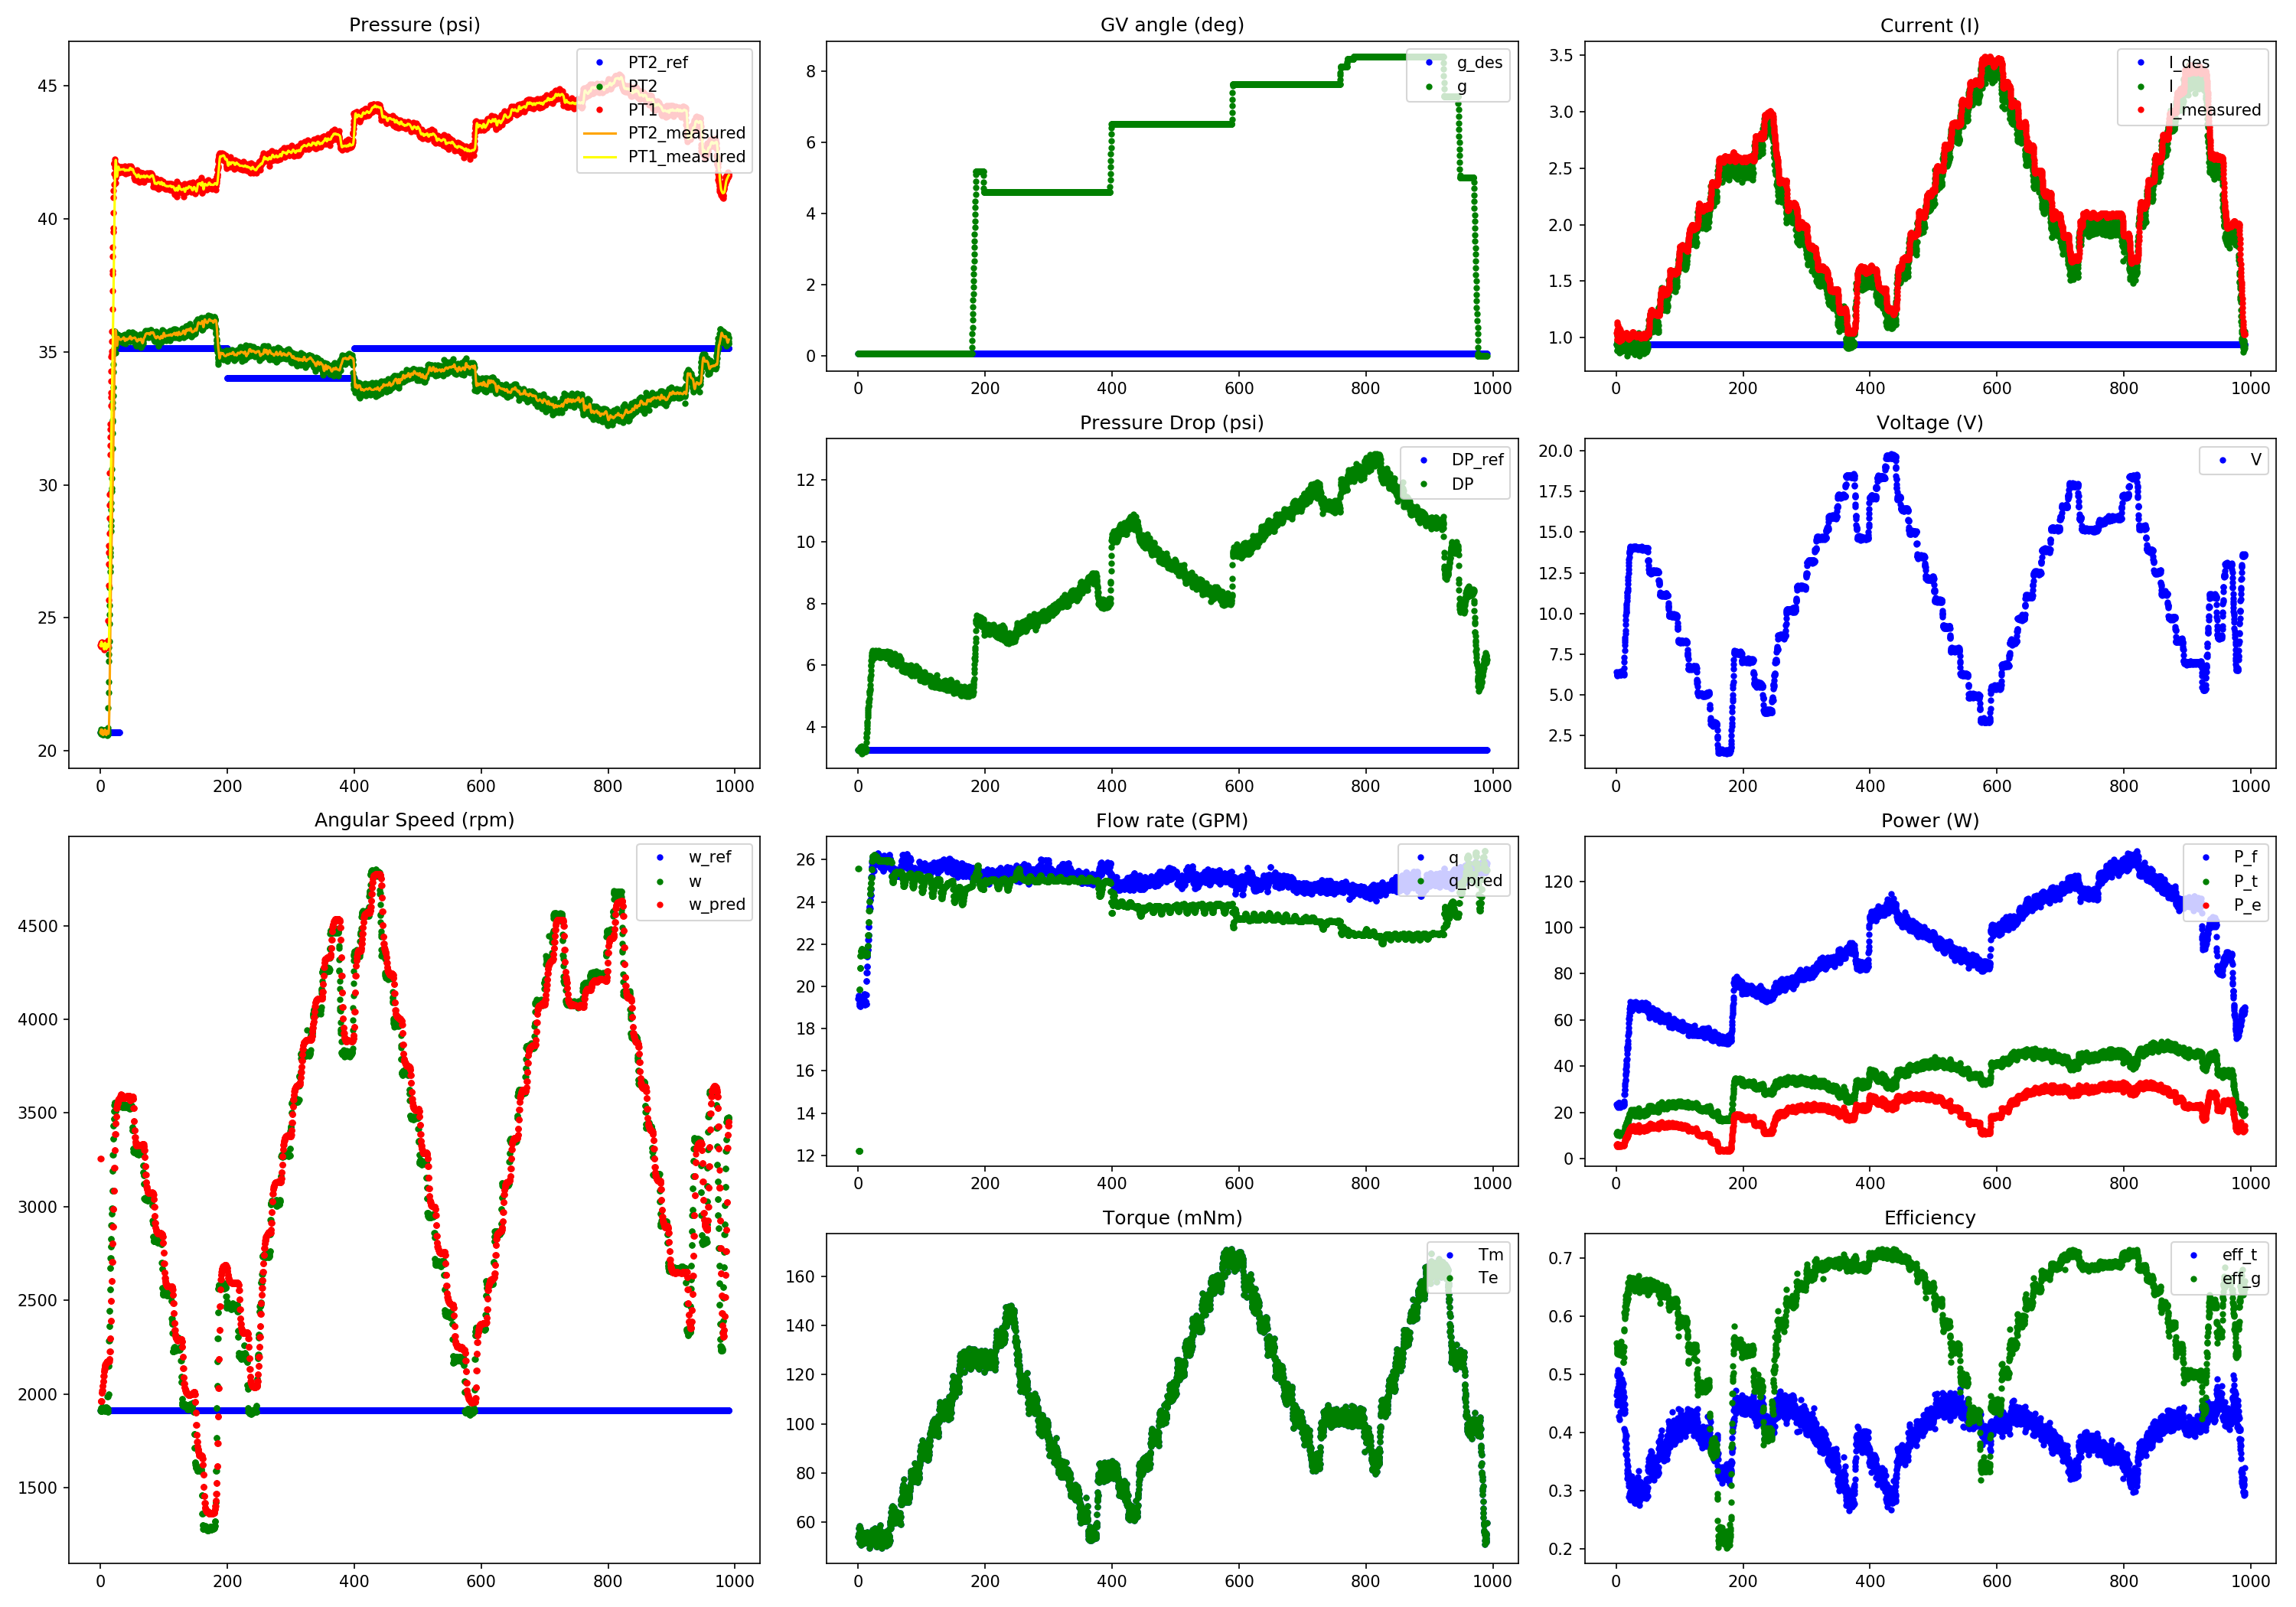 Pressure (psi)
PT2_ref
PT2
PT1
PT2_measured
PT1_measured
45
40
35
30
25
20
0 200 400 600 800 1000
GV angle (deg)
g_des
g
8
6
4
2
0
0 200 400 600 800 1000
Current (I)
I_des
I
I_measured
3.5
3.0
2.5
2.0
1.5
1.0
0 200 400 600 800 1000
Pressure Drop (psi)
DP_ref
DP
12
10
8
6
4
0 200 400 600 800 1000
Voltage (V)
V
20.0
17.5
15.0
12.5
10.0
7.5
5.0
2.5
0 200 400 600 800 1000
Angular Speed (rpm)
w_ref
w
w_pred
4500
4000
3500
3000
2500
2000
1500
0 200 400 600 800 1000
Flow rate (GPM)
q
q_pred
26
24
22
20
18
16
14
12
0 200 400 600 800 1000
Power (W)
P_f
P_t
P_e
120
100
80
60
40
20
0
0 200 400 600 800 1000
Torque (mNm)
Tm
Te
160
140
120
100
80
60
0 200 400 600 800 1000
Efficiency
eff_t
eff_g
0.7
0.6
0.5
0.4
0.3
0.2
0 200 400 600 800 1000